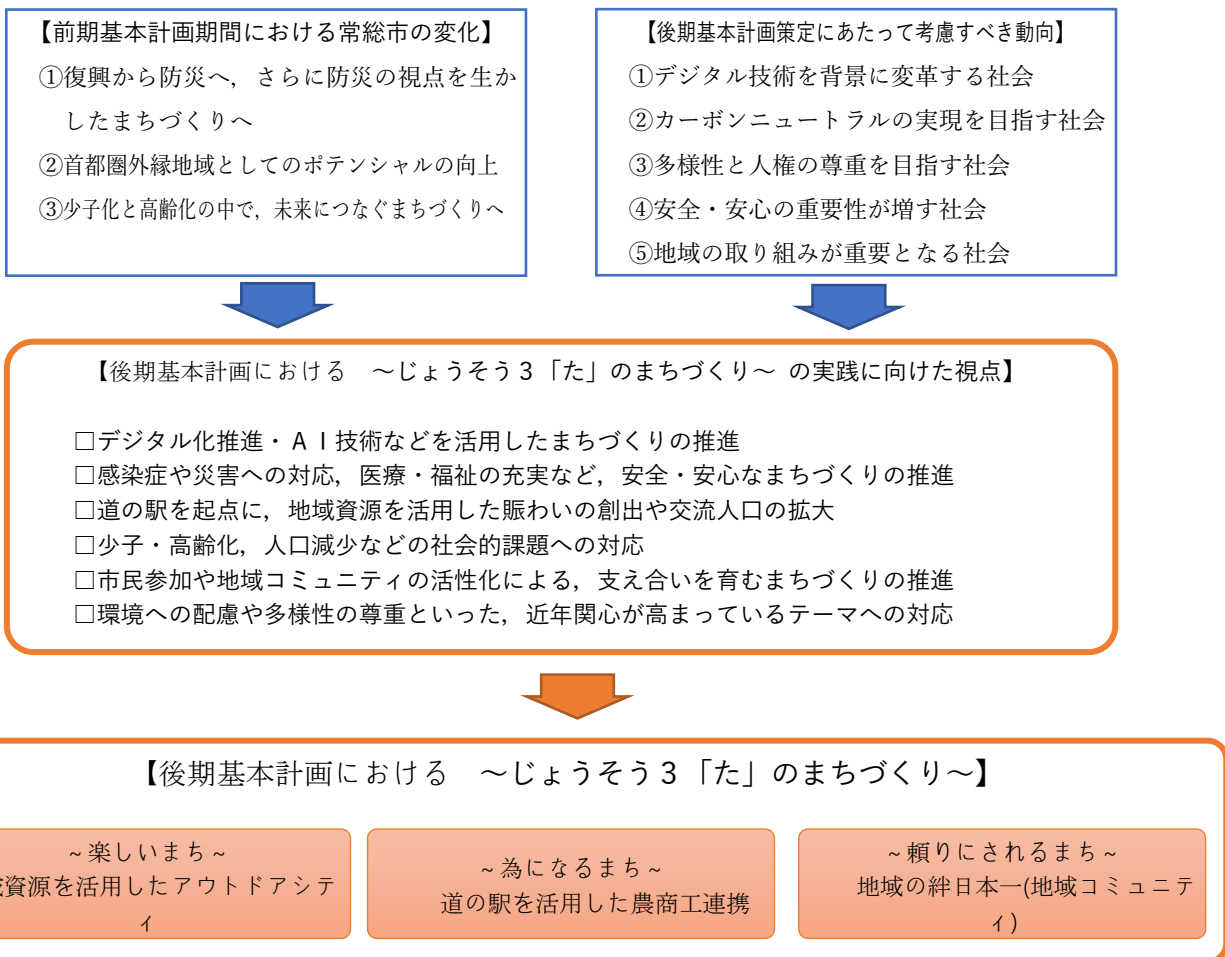 【前期基本計画期間における常総市の変化】
①復興から防災へ，さらに防災の視点を生か
したまちづくりへ
②首都圏外縁地域としてのポテンシャルの向上
③少子化と高齢化の中で，未来につなぐまちづくりへ
【後期基本計画策定にあたって考慮すべき動向】
①デジタル技術を背景に変革する社会
②カーボンニュートラルの実現を目指す社会
③多様性と人権の尊重を目指す社会
④安全・安心の重要性が増す社会
⑤地域の取り組みが重要となる社会
【後期基本計画における　～じょうそう３「た」のまちづくり～ の実践に向けた視点】
□デジタル化推進・ＡＩ技術などを活用したまちづくりの推進
□感染症や災害への対応，医療・福祉の充実など，安全・安心なまちづくりの推進
□道の駅を起点に，地域資源を活用した賑わいの創出や交流人口の拡大
□少子・高齢化，人口減少などの社会的課題への対応
□市民参加や地域コミュニティの活性化による，支え合いを育むまちづくりの推進
□環境への配慮や多様性の尊重といった，近年関心が高まっているテーマへの対応
【後期基本計画における　～じょうそう３「た」のまちづくり～】
~楽しいまち~
資源を活用したアウトドアシテ
ィ
~為になるまち~
道の駅を活用した農商工連携
~頼りにされるまち~
地域の絆日本一(地域コミュニテ
ィ)